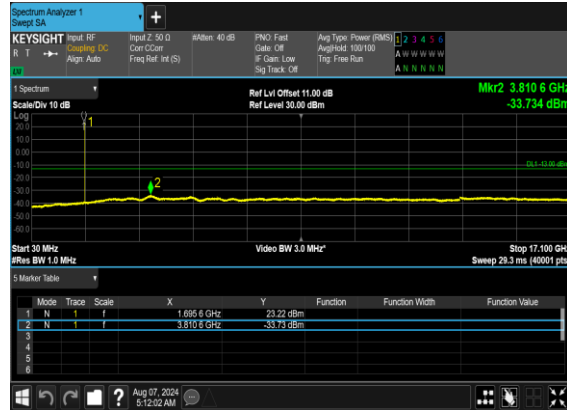 Spectrum Analyzer 1
Swept SA
+
KEYSIGHT
R T
Input: RF
Coupling: DC
Align: Auto
Input Z: 50 Ω
Corr CCorr
Freq Ref: Int (S)
#Atten: 40 dB
PNO: Fast
Gate: Off
IF Gain: Low
Sig Track: Off
Avg Type: Power (RMS)
Avg|Hold: 100/100
Trig: Free Run
1 2 3 4 5 6
A W W W W W
A N N N N N
1 Spectrum
Scale/Div 10 dB
Ref Lvl Offset 11.00 dB
Ref Level 30.00 dBm
Mkr2 3.810 6 GHz
-33.734 dBm
Log
20.0
10.0
0.00
-10.0
-20.0
-30.0
-40.0
-50.0
-60.0
1
2
DL1 -13.00 dBm
Start 30 MHz
#Res BW 1.0 MHz
Video BW 3.0 MHz*
Stop 17.100 GHz
Sweep 29.3 ms (40001 pts)
5 Marker Table
Mode Trace Scale X Y Function Function Width Function Value
1 N 1 f 1.695 6 GHz 23.22 dBm
2 N 1 f 3.810 6 GHz -33.73 dBm
3
4
5
6
?
Aug 07, 2024
5:12:02 AM